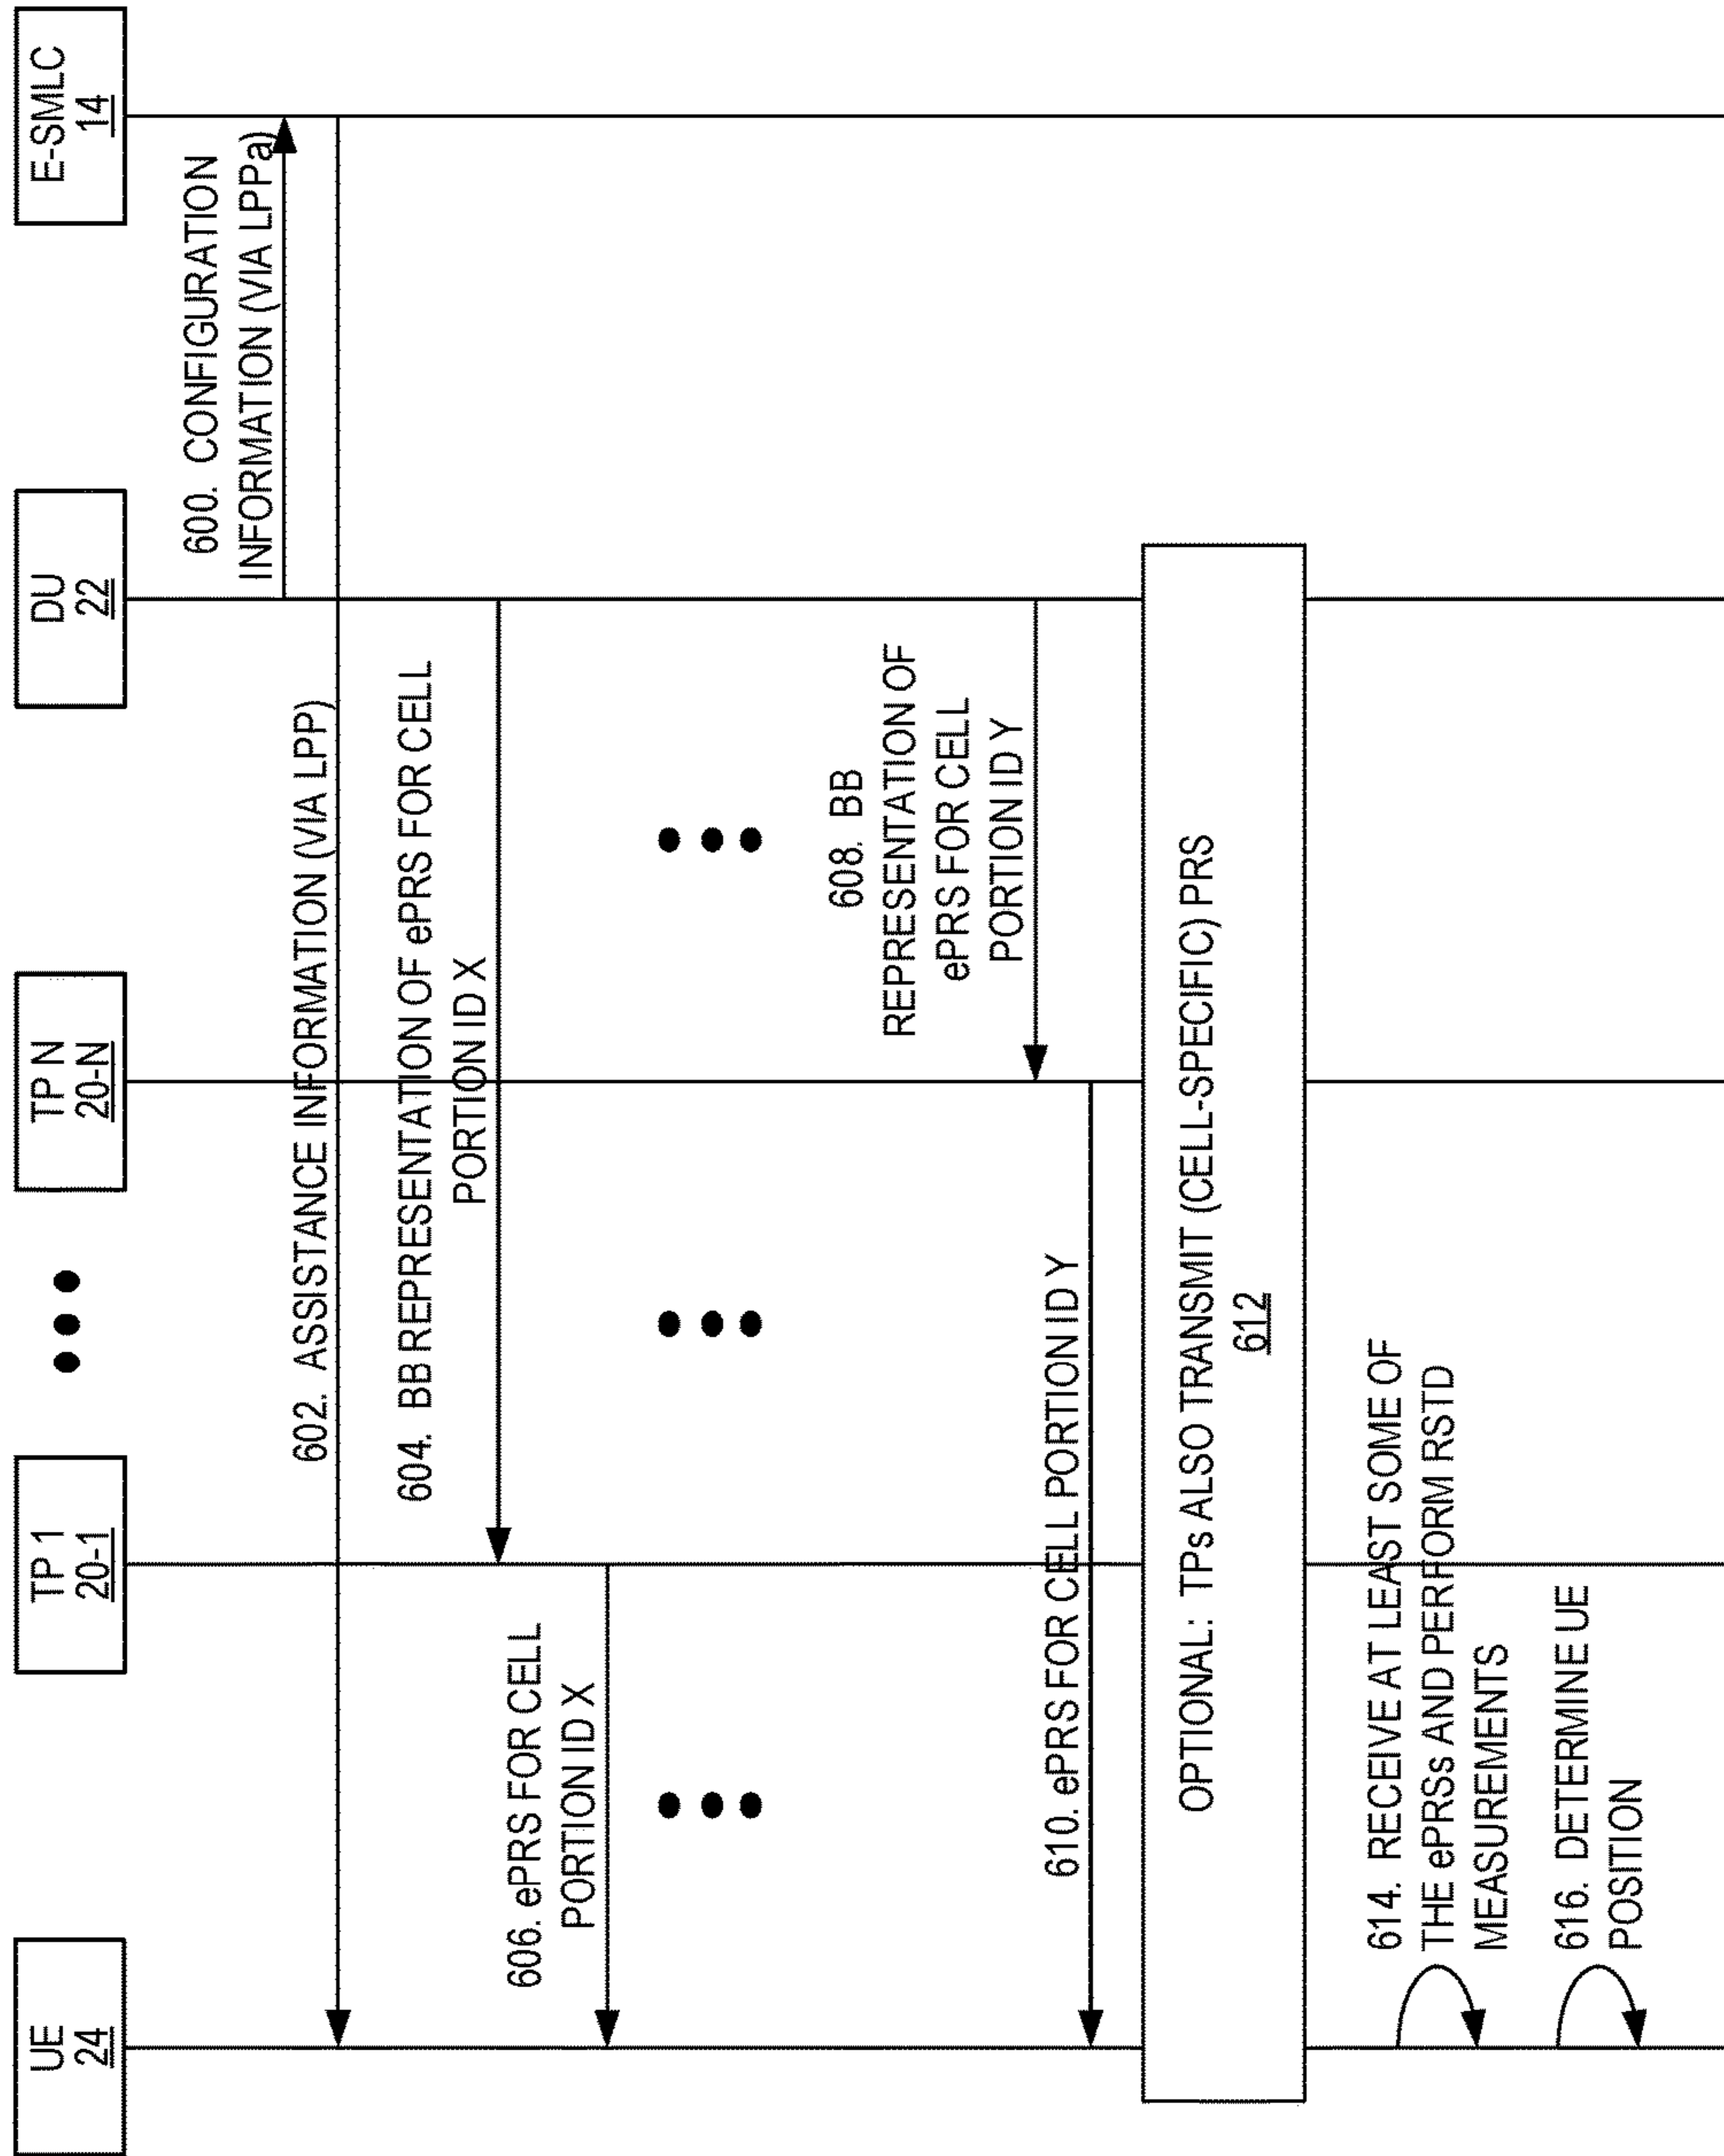 UE
24
TP 1
20-1
TP N
20-N
DU
22
E-SMLC
14
600. CONFIGURATION
INFORMATION (VIA LPPa)
602. ASSISTANCE INFORMATION (VIA LPP)
604. BB REPRESENTATION OF ePRS FOR CELL
PORTION ID X
606. ePRS FOR CELL
PORTION ID X
608. BB
REPRESENTATION OF
ePRS FOR CELL
PORTION ID Y
610. ePRS FOR CELL PORTION ID Y
OPTIONAL: TPs ALSO TRANSMIT (CELL-SPECIFIC) PRS
612
614. RECEIVE AT LEAST SOME OF
THE ePRSs AND PERFORM RSTD
MEASUREMENTS
616. DETERMINE UE
POSITION